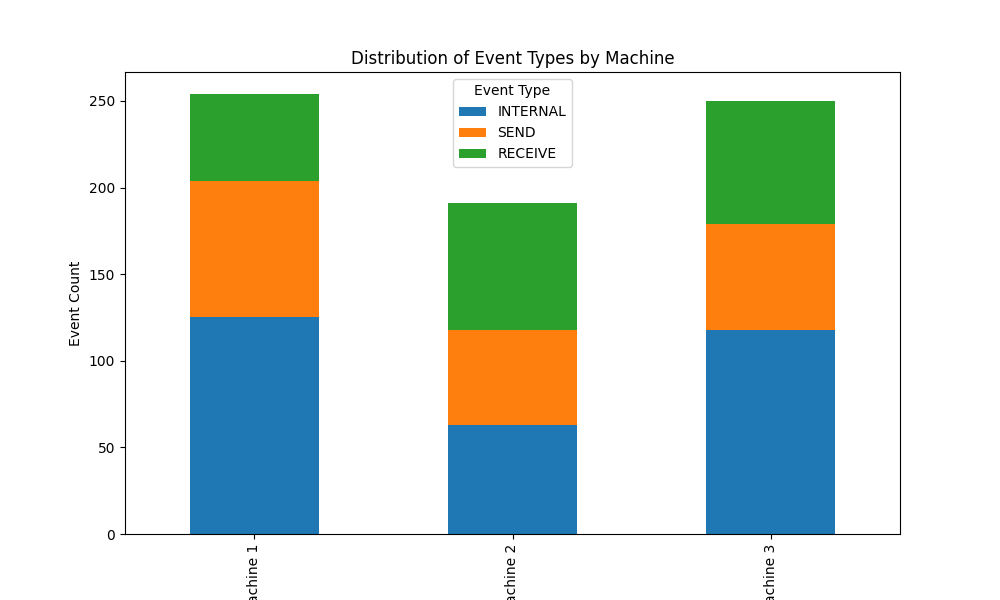 Distribution of Event Types by Machine
Event Type
INTERNAL
SEND
RECEIVE
250
200
150
100
50
0
Event Count
achine 1
achine 2
achine 3